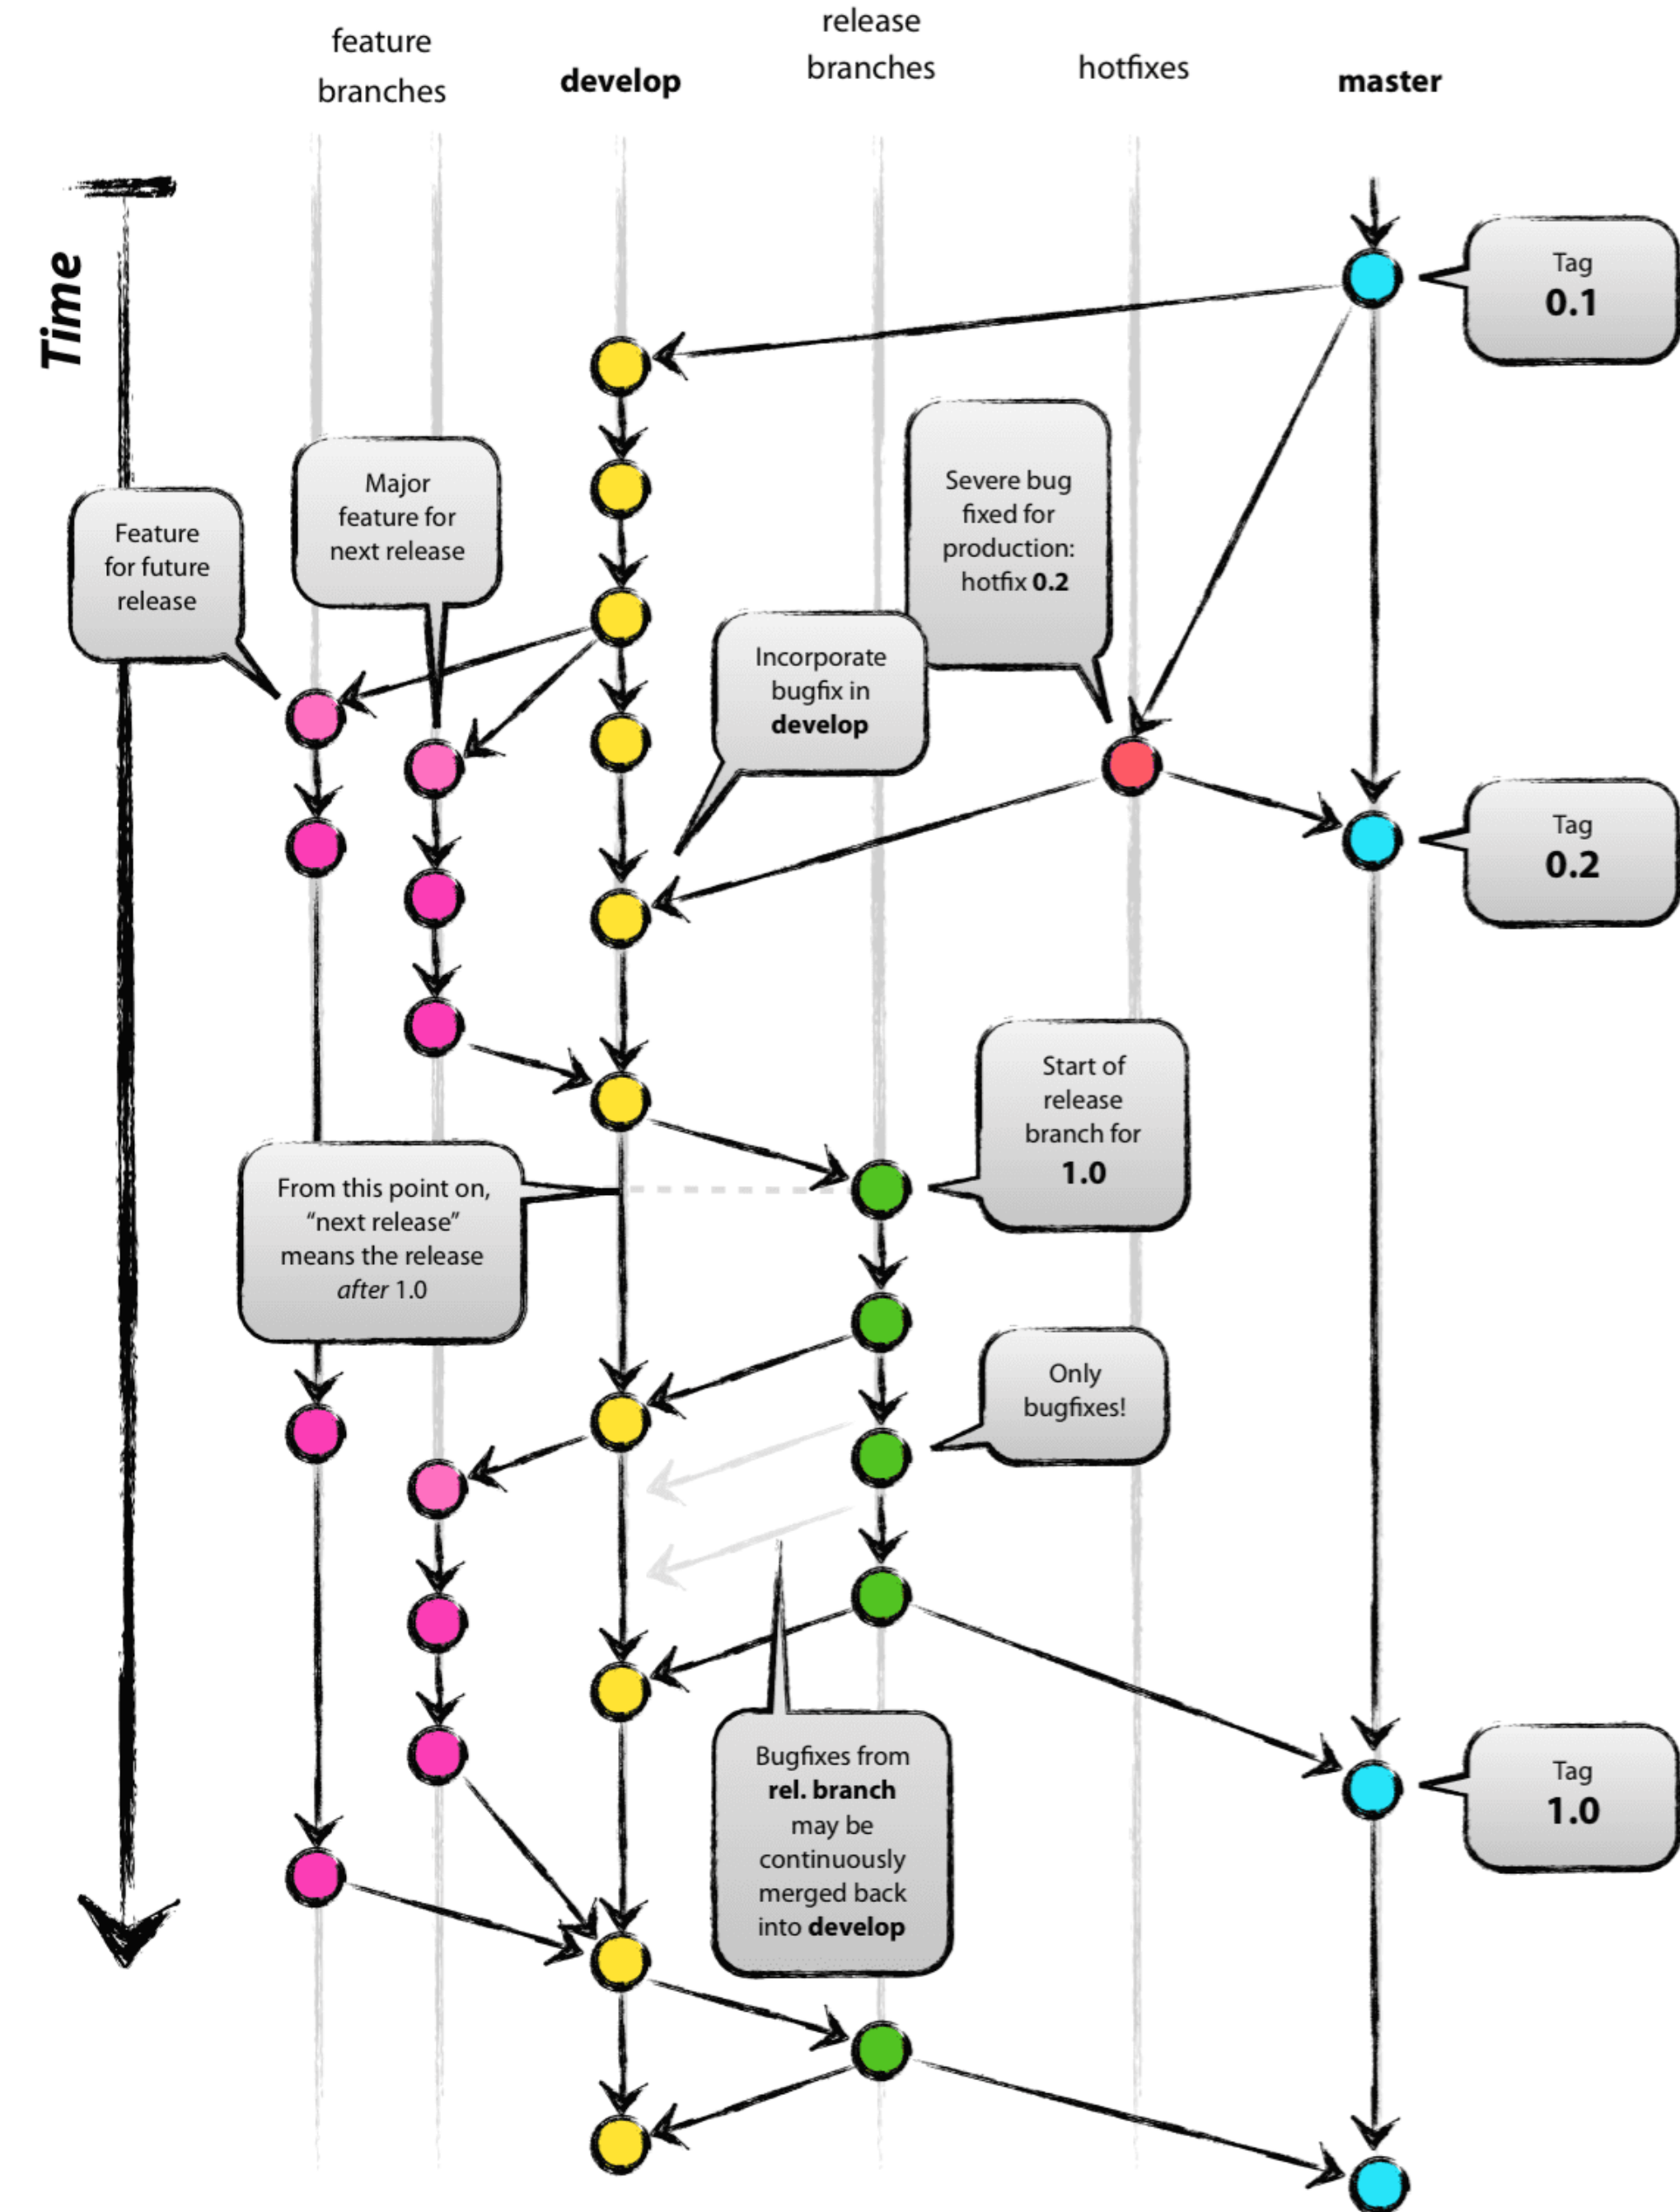 feature
branches
develop
release
branches
hotfixes
master
Time
Tag
0.1
Major
feature for
next release
Feature
for future
release
Severe bug
fixed for
production:
hotfix 0.2
Incorporate
bugfix in
develop
Tag
0.2
Start of
release
branch for
1.0
From this point on,
“next release”
means the release
after 1.0
Only
bugfixes!
Bugfixes from
rel. branch
may be
continuously
merged back
into develop
Tag
1.0